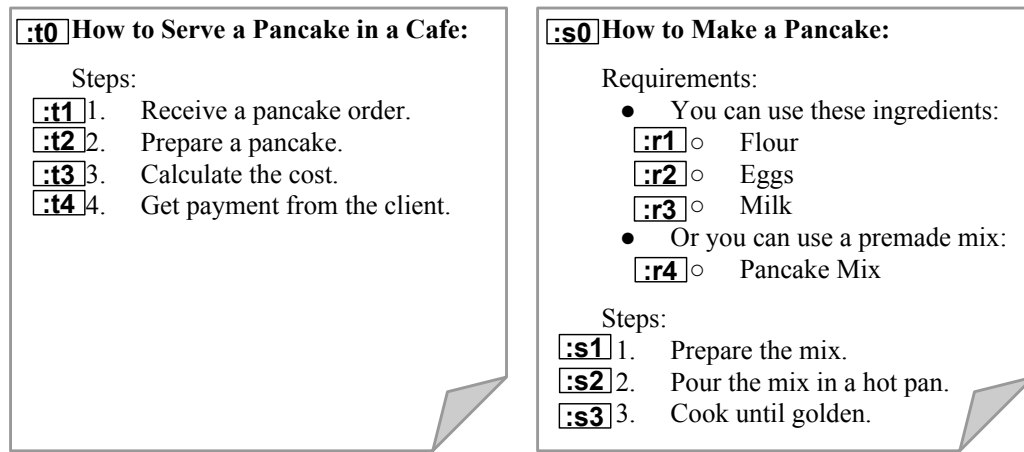 :t0 How to Serve a Pancake in a Cafe:
Steps:
:t1 1. Receive a pancake order.
:t2 2. Prepare a pancake.
:t3 3. Calculate the cost.
:t4 4. Get payment from the client.
:s0 How to Make a Pancake:
Requirements:
● You can use these ingredients:
:r1 ○ Flour
:r2 ○ Eggs
:r3 ○ Milk
● Or you can use a premade mix:
:r4 ○ Pancake Mix
Steps:
:s1 1. Prepare the mix.
:s2 2. Pour the mix in a hot pan.
:s3 3. Cook until golden.